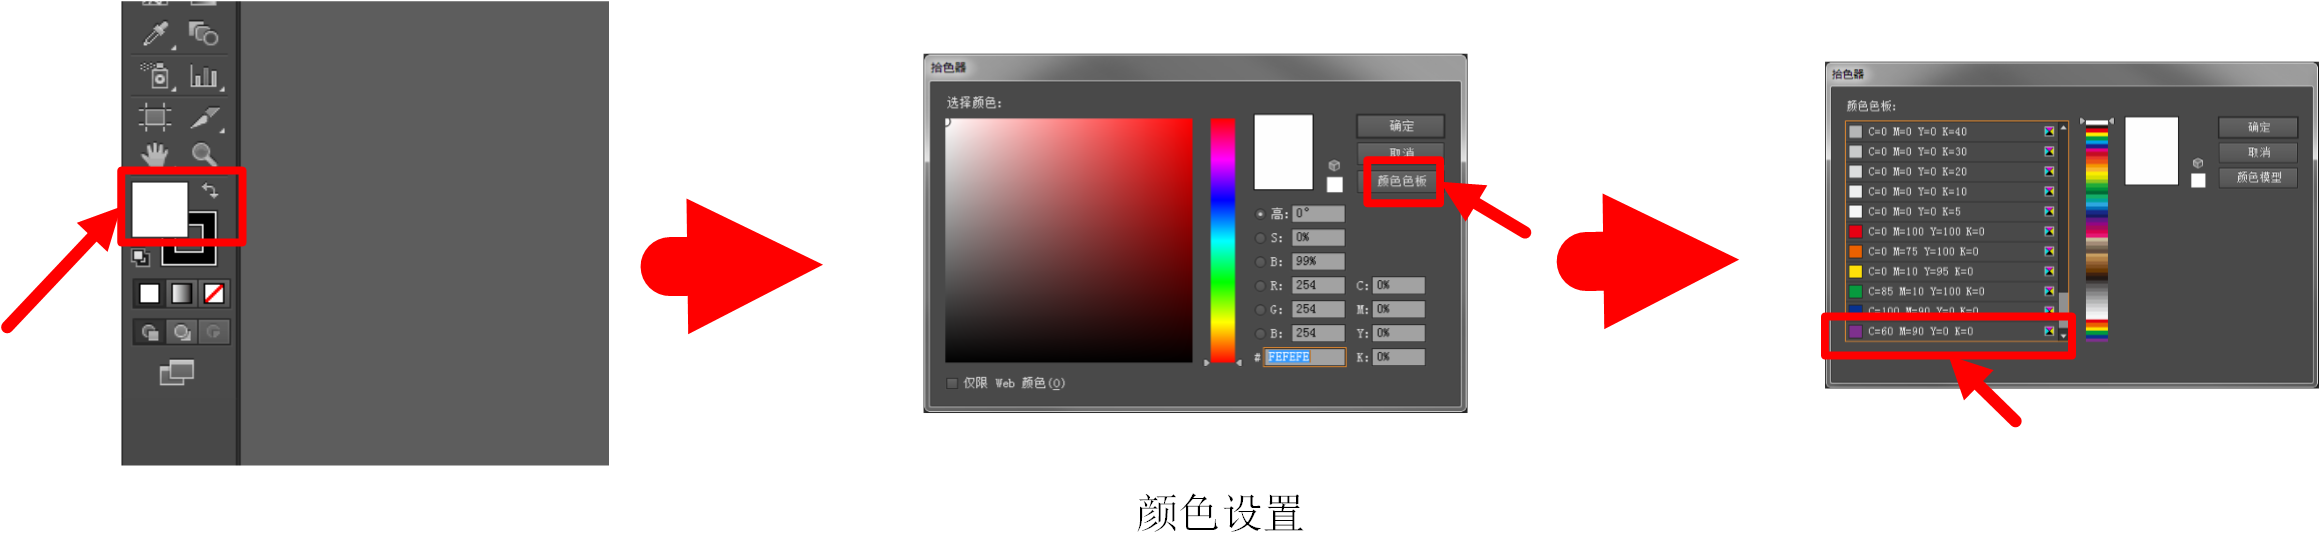 拾色器
选择颜色:
确定
取消
颜色色板
高: 0°
S: 0%
B: 99%
R: 254 C: 0%
G: 254 M: 0%
B: 254 Y: 0%
# FEFEFE K: 0%
仅限 Web 颜色(O)
拾色器
颜色色板:
C=0 M=0 Y=0 K=40
C=0 M=0 Y=0 K=30
C=0 M=0 Y=0 K=20
C=0 M=0 Y=0 K=10
C=0 M=0 Y=0 K=5
C=0 M=100 Y=100 K=0
C=0 M=75 Y=100 K=0
C=0 M=10 Y=95 K=0
C=85 M=10 Y=100 K=0
C=100 M=90 Y=0 K=0
C=60 M=90 Y=0 K=0
确定
取消
颜色模型
颜色设置